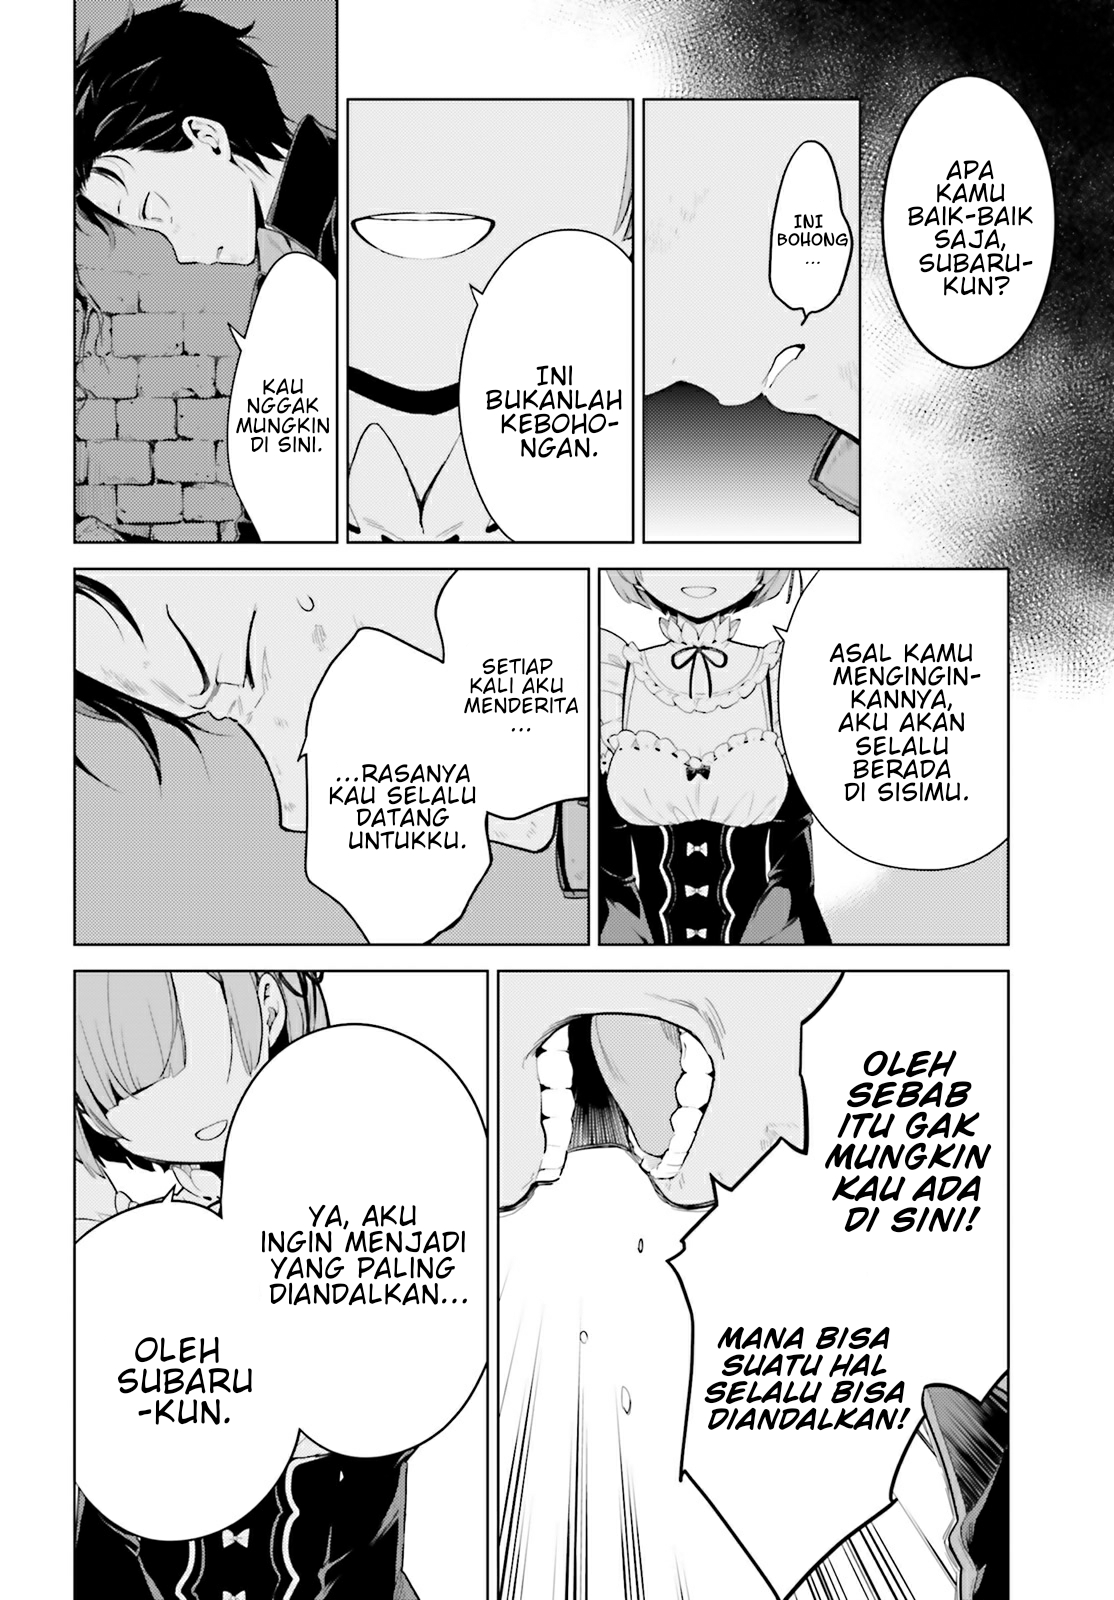 APA
KAMU
BAIK-BAIK
SAJA,
SUBARU-
KUN?
INI
BOHONG
...
INI
BUKANLAH
KEBOHO-
NGAN.
KAU
NGGAK
MUNGKIN
DI SINI.
ASAL KAMU
MENGINGIN-
KANNYA,
AKU AKAN
SELALU
BERADA
DI SISIMU.
SETIAP
KALI AKU
MENDERITA
...
...RASANYA
KAU SELALU
DATANG
UNTUKKU.
OLEH
SEBAB
ITU GAK
MUNGKIN
KAU ADA
DI SINI!
MANA BISA
SUATU HAL
SELALU BISA
DIANDALKAN!
YA, AKU
INGIN MENJADI
YANG PALING
DIANDALKAN...
OLEH
SUBARU
-KUN.